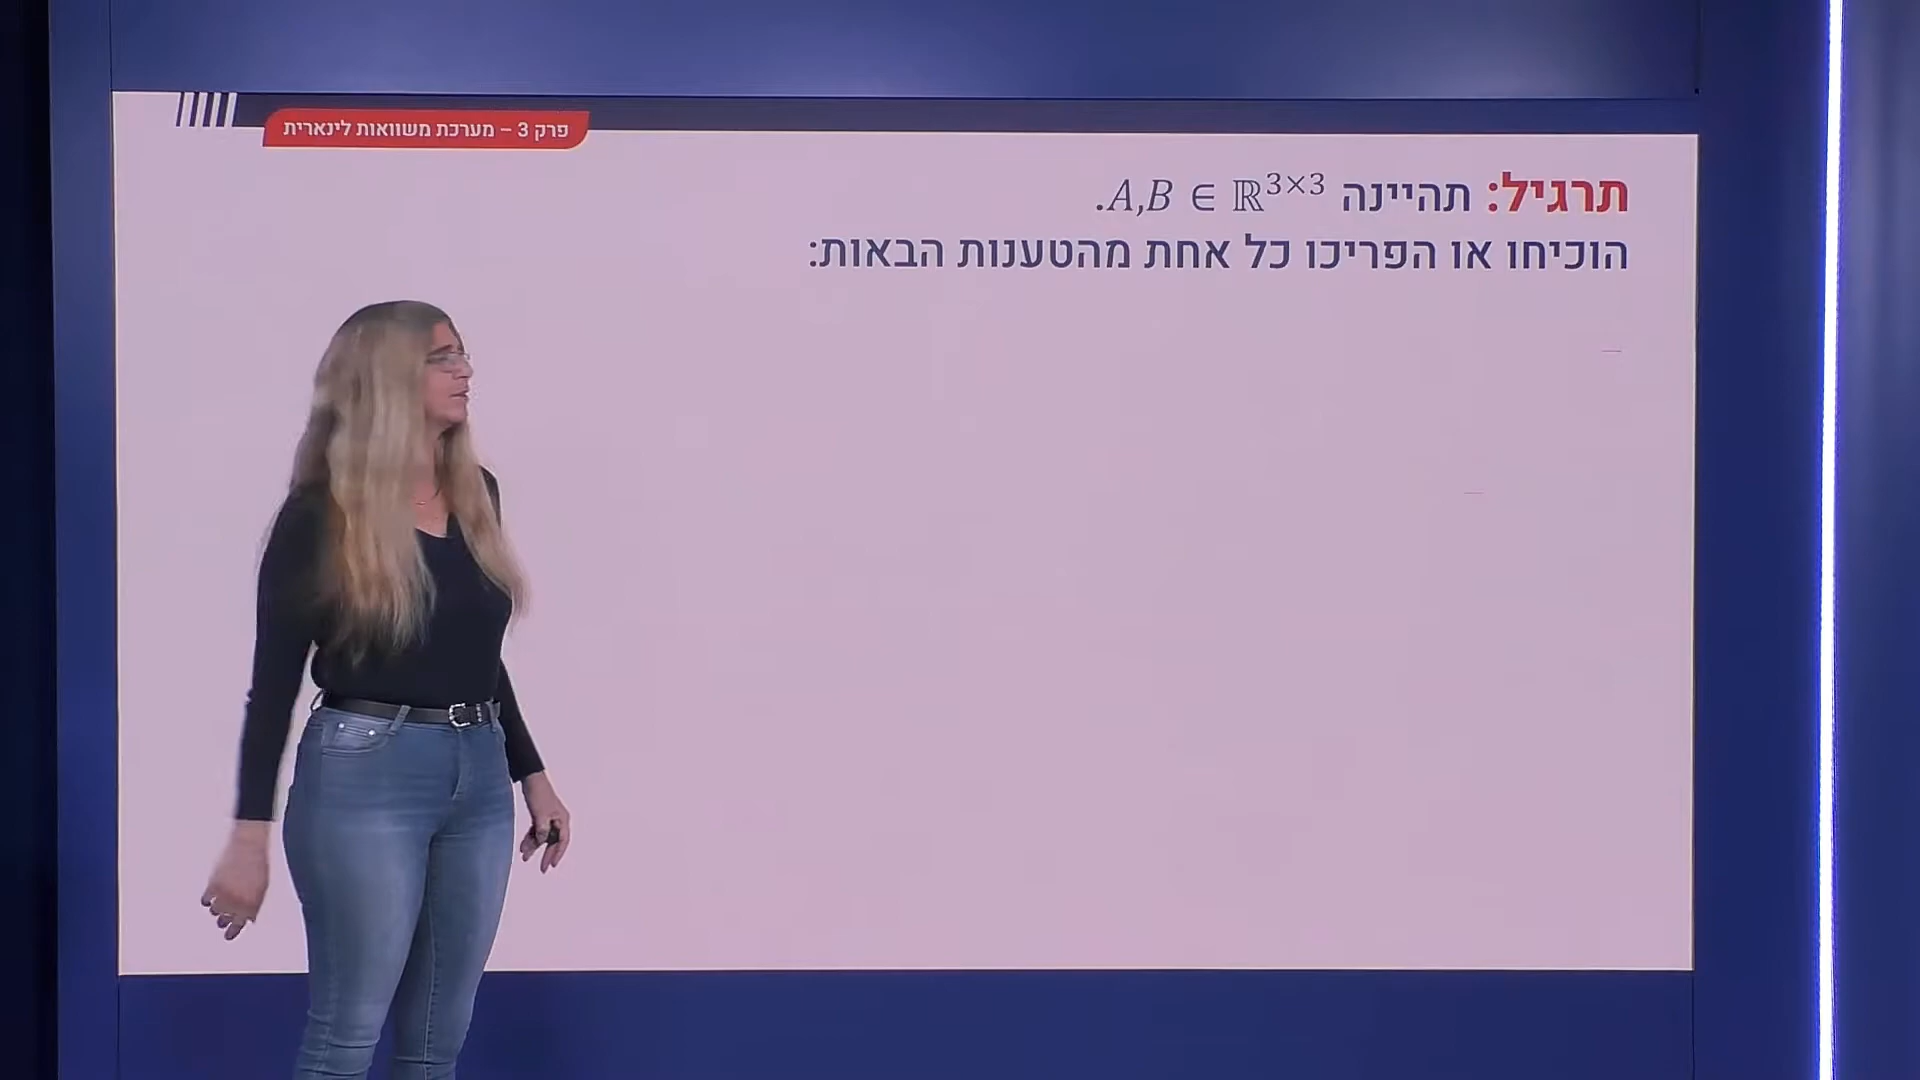 פרק 3 – מערכת משוואות לינארית
תרגיל: תהיינה A,B ∈ ℝ^{3×3}.
הוכיחו או הפריכו כל אחת מהטענות הבאות: